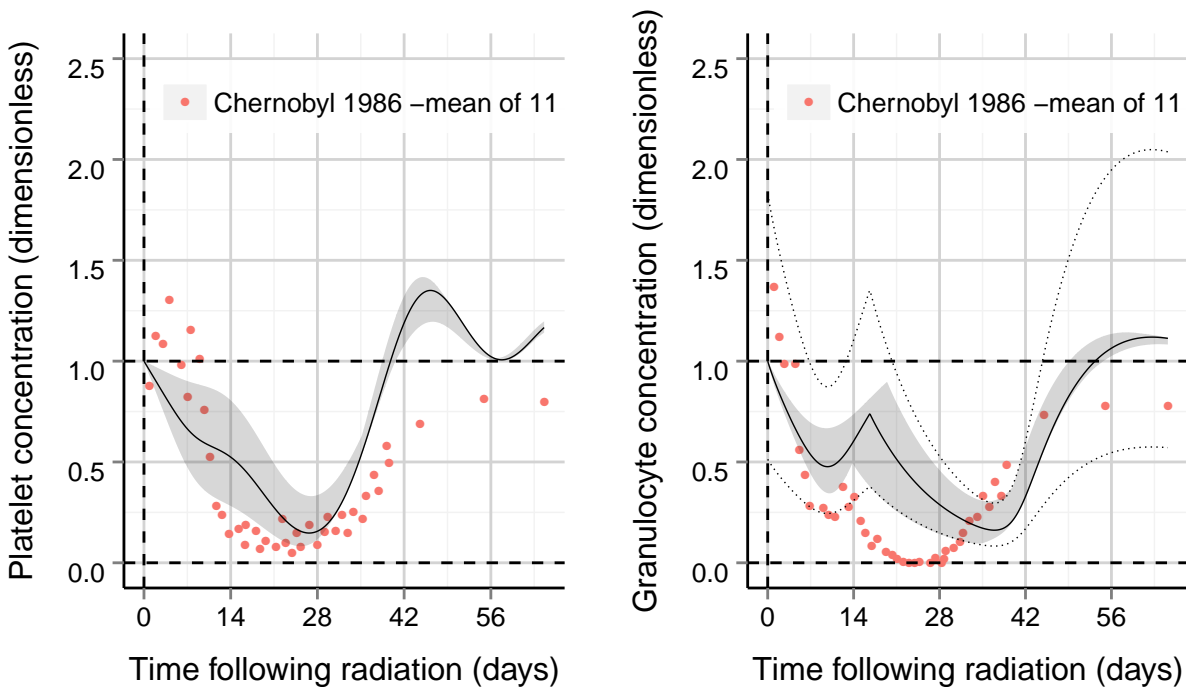 Platelet concentration (dimensionless)
2.5
2.0
1.5
1.0
0.5
0.0
Chernobyl 1986 −mean of 11
0 14 28 42 56
Time following radiation (days)
Granulocyte concentration (dimensionless)
2.5
2.0
1.5
1.0
0.5
0.0
Chernobyl 1986 −mean of 11
0 14 28 42 56
Time following radiation (days)